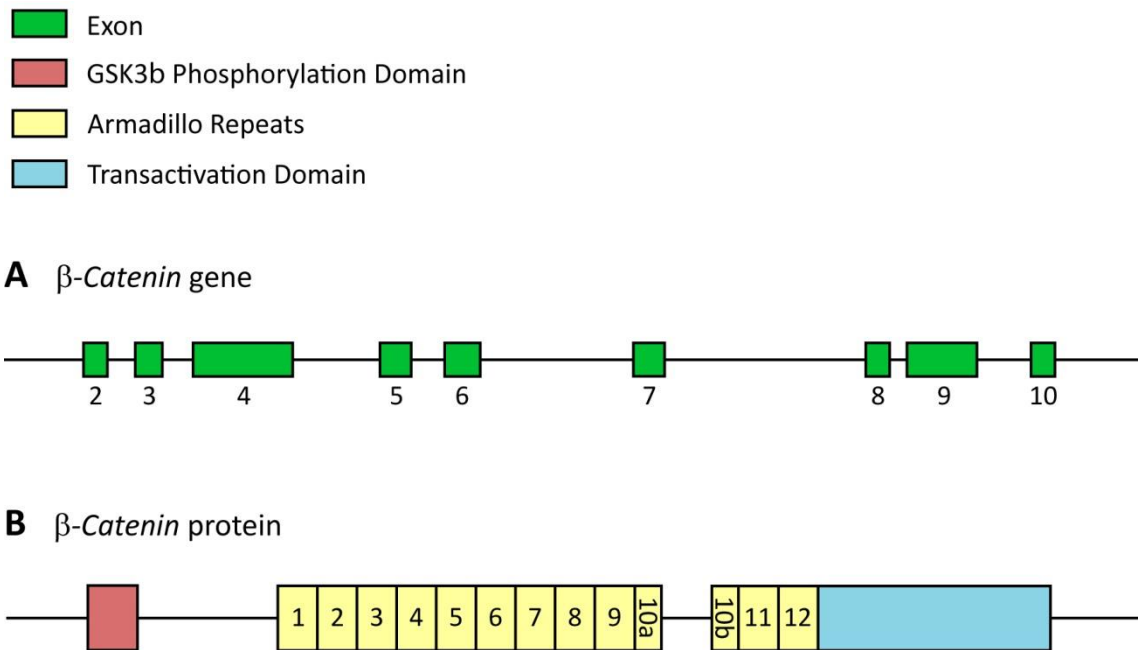 Exon
GSK3b Phosphorylation Domain
Armadillo Repeats
Transactivation Domain
A β-Catenin gene
2 3 4 5 6 7 8 9 10
B β-Catenin protein
1 2 3 4 5 6 7 8 9 10a 10b 11 12